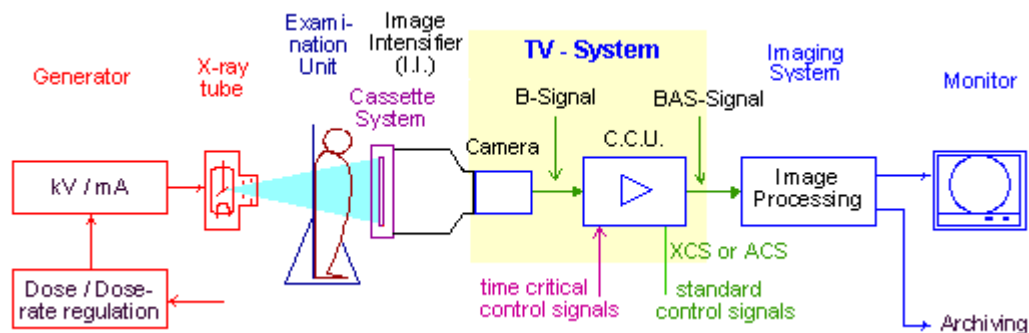 Generator
X-ray
tube
Exami-
nation
Unit
Image
Intensifier
(I.I.)
Cassette
System
TV - System
B-Signal
BAS-Signal
Imaging
System
Monitor
Camera
C.C.U.
kV / mA
Image
Processing
Dose / Dose-
rate regulation
time critical
control signals
XCS or ACS
standard
control signals
Archiving